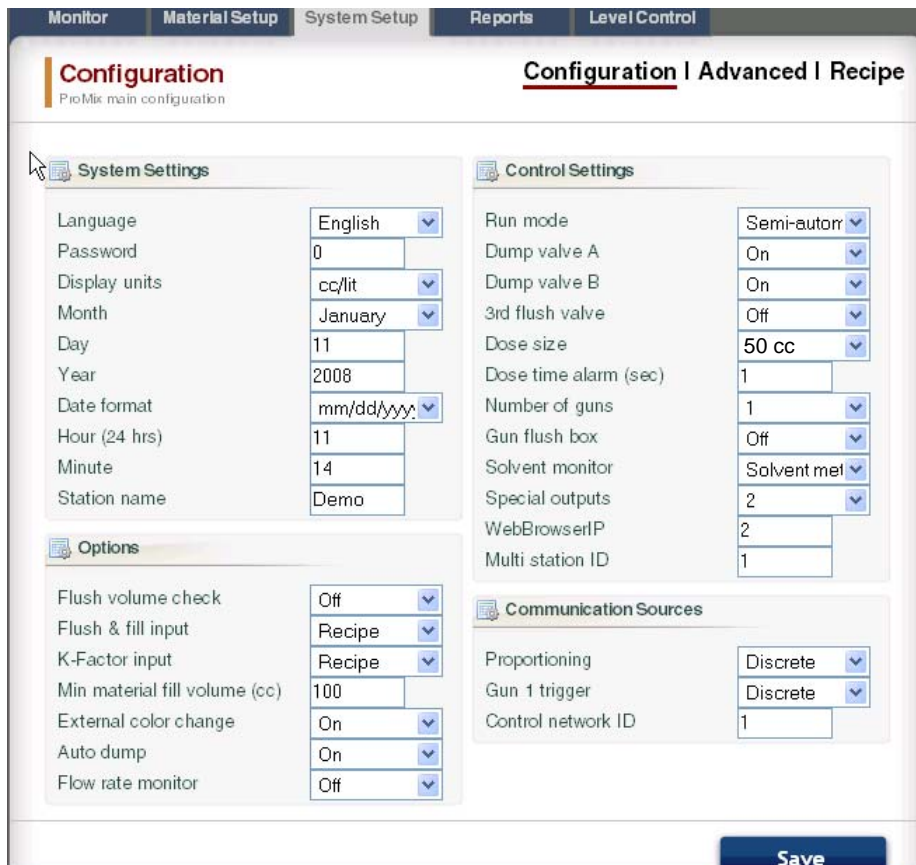 Monitor Material Setup System Setup Reports Level Control
Configuration
ProMix main configuration
Configuration | Advanced | Recipe
System Settings
Language English
Password 0
Display units cc/lit
Month January
Day 11
Year 2008
Date format mm/dd/yyyy
Hour (24 hrs) 11
Minute 14
Station name Demo
Options
Flush volume check Off
Flush & fill input Recipe
K-Factor input Recipe
Min material fill volume (cc) 100
External color change On
Auto dump On
Flow rate monitor Off
Control Settings
Run mode Semi-autom
Dump valve A On
Dump valve B On
3rd flush valve Off
Dose size 50 cc
Dose time alarm (sec) 1
Number of guns 1
Gun flush box Off
Solvent monitor Solvent met
Special outputs 2
WebBrowserIP 2
Multi station ID 1
Communication Sources
Proportioning Discrete
Gun 1 trigger Discrete
Control network ID 1
Save